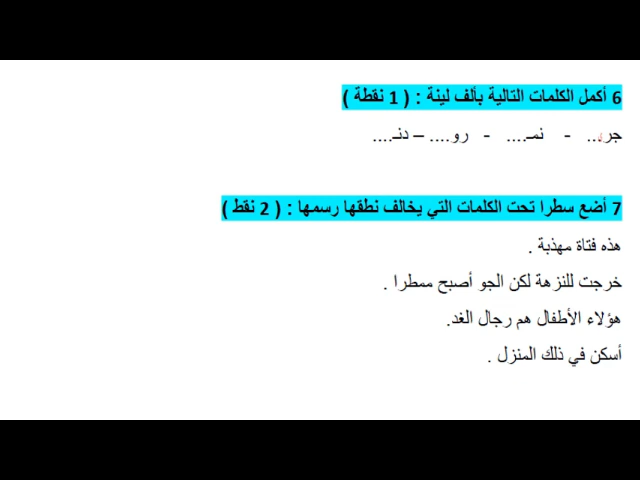 6 أكمل الكلمات التالية بألف لينة : ( 1 نقطة )
جر.... - نمـ.... - رو.... – دنـ....
7 أضع سطرا تحت الكلمات التي يخالف نطقها رسمها : ( 2 نقط )
هذه فتاة مهذبة .
خرجت للنزهة لكن الجو أصبح ممطرا .
هؤلاء الأطفال هم رجال الغد.
أسكن في ذلك المنزل .